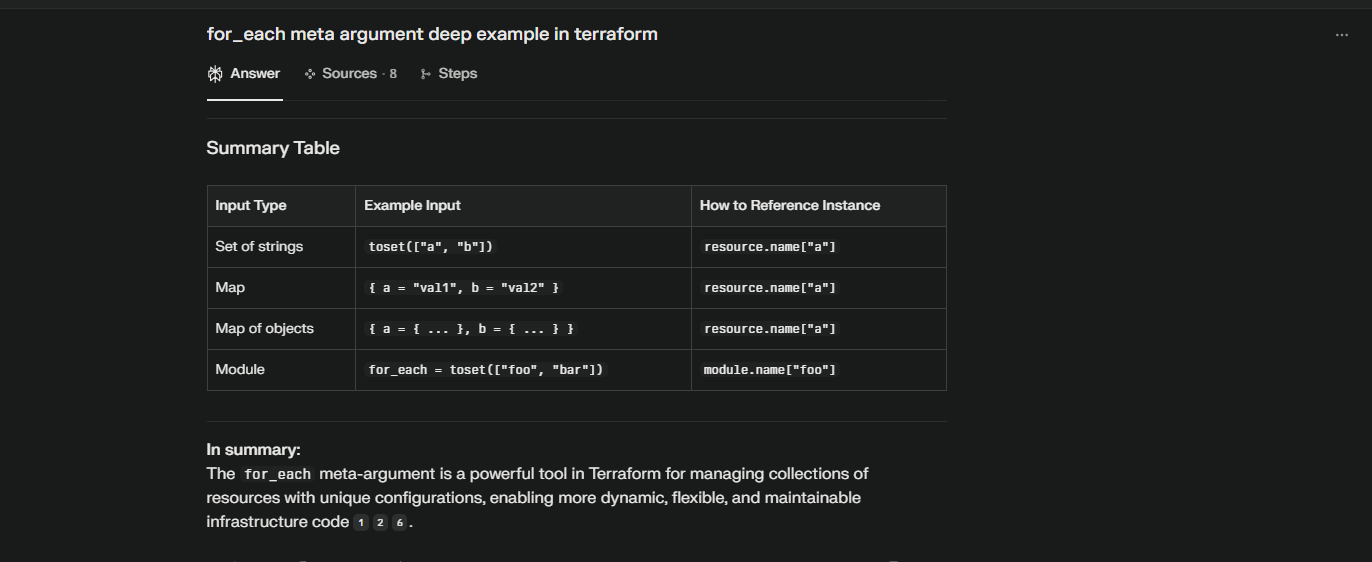 for_each meta argument deep example in terraform
Answer
Sources · 8
Steps
Summary Table
Input Type Example Input How to Reference Instance
Set of strings toset(["a", "b"]) resource.name["a"]
Map { a = "val1", b = "val2" } resource.name["a"]
Map of objects { a = { ... }, b = { ... } } resource.name["a"]
Module for_each = toset(["foo", "bar"]) module.name["foo"]
In summary:
The for_each meta-argument is a powerful tool in Terraform for managing collections of
resources with unique configurations, enabling more dynamic, flexible, and maintainable
infrastructure code 1 2 6 .